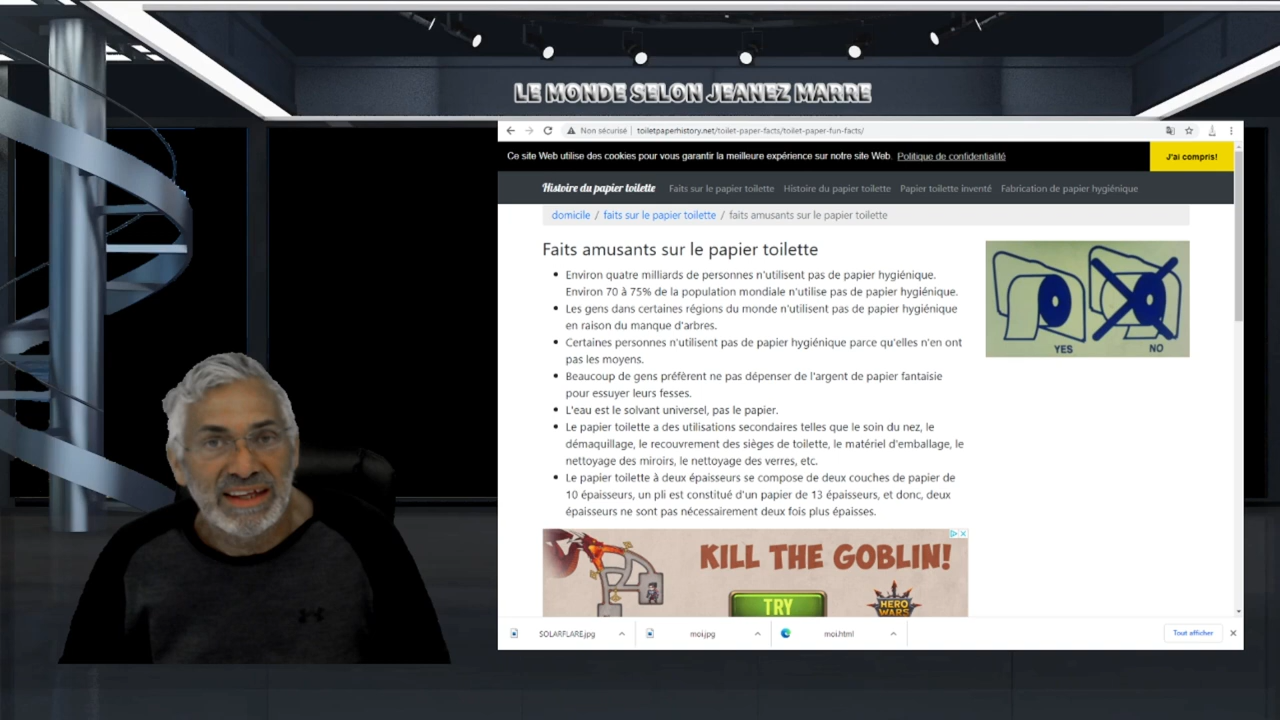 LE MONDE SELON JEANEZ MARRE
Non sécurisé | toiletpaperhistory.net/toilet-paper-facts/toilet-paper-fun-facts/
Ce site Web utilise des cookies pour vous garantir la meilleure expérience sur notre site Web. Politique de confidentialité
J'ai compris!
Histoire du papier toilette Faits sur le papier toilette Histoire du papier toilette Papier toilette inventé Fabrication de papier hygiénique
domicile / faits sur le papier toilette / faits amusants sur le papier toilette
Faits amusants sur le papier toilette
• Environ quatre milliards de personnes n'utilisent pas de papier hygiénique.
Environ 70 à 75% de la population mondiale n'utilise pas de papier hygiénique.
• Les gens dans certaines régions du monde n'utilisent pas de papier hygiénique
en raison du manque d'arbres.
• Certaines personnes n'utilisent pas de papier hygiénique parce qu'elles n'en ont
pas les moyens.
• Beaucoup de gens préfèrent ne pas dépenser de l'argent de papier fantaisie
pour essuyer leurs fesses.
• L'eau est le solvant universel, pas le papier.
• Le papier toilette a des utilisations secondaires telles que le soin du nez, le
démaquillage, le recouvrement des sièges de toilette, le matériel d'emballage, le
nettoyage des miroirs, le nettoyage des verres, etc.
• Le papier toilette à deux épaisseurs se compose de deux couches de papier de
10 épaisseurs, un pli est constitué d'un papier de 13 épaisseurs, et donc, deux
épaisseurs ne sont pas nécessairement deux fois plus épaisses.
YES NO
KILL THE GOBLIN!
TRY
HERO
WARS
SOLARFLARE.jpg moi.jpg moi.html Tout afficher